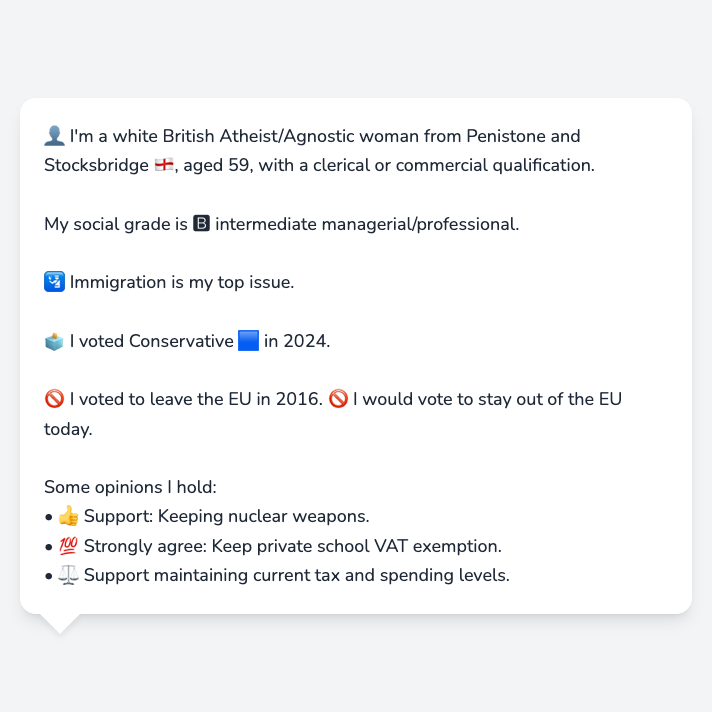 👤 I'm a white British Atheist/Agnostic woman from Penistone and
Stocksbridge 🏴󠁧󠁢󠁥󠁮󠁧󠁿, aged 59, with a clerical or commercial qualification.
My social grade is 🅱 intermediate managerial/professional.
🛂 Immigration is my top issue.
🗳️ I voted Conservative 🟦 in 2024.
🚫 I voted to leave the EU in 2016. 🚫 I would vote to stay out of the EU
today.
Some opinions I hold:
• 👍 Support: Keeping nuclear weapons.
• 💯 Strongly agree: Keep private school VAT exemption.
• ⚖️ Support maintaining current tax and spending levels.